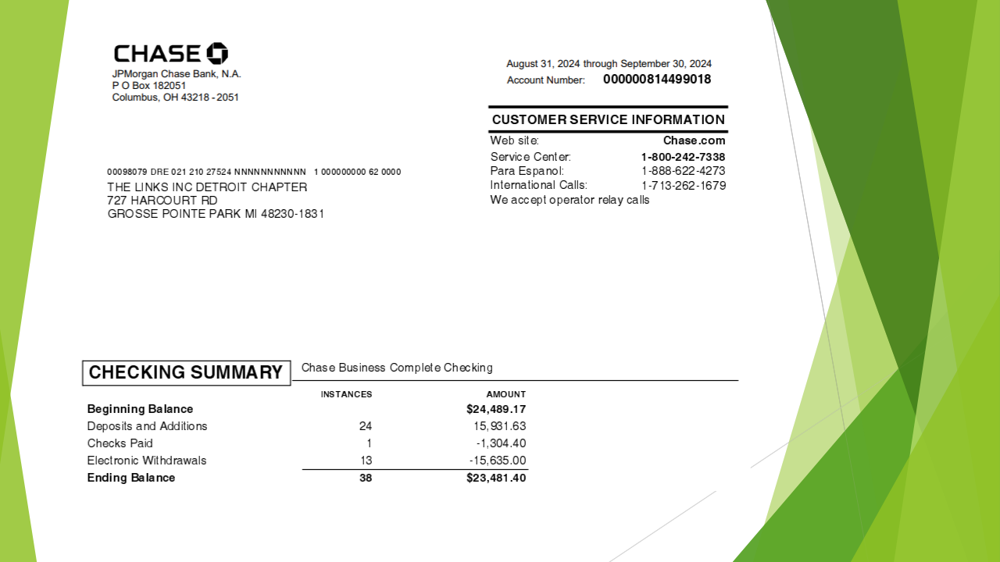 CHASE
JPMorgan Chase Bank, N.A.
P O Box 182051
Columbus, OH 43218 - 2051
August 31, 2024 through September 30, 2024
Account Number: 000000814499018
CUSTOMER SERVICE INFORMATION
Web site: Chase.com
Service Center: 1-800-242-7338
Para Espanol: 1-888-622-4273
International Calls: 1-713-262-1679
We accept operator relay calls
00098079 DRE 021 210 27524 NNNNNNNNNNN 1 000000000 62 0000
THE LINKS INC DETROIT CHAPTER
727 HARCOURT RD
GROSSE POINTE PARK MI 48230-1831
CHECKING SUMMARY Chase Business Complete Checking
INSTANCES AMOUNT
Beginning Balance $24,489.17
Deposits and Additions 24 15,931.63
Checks Paid 1 -1,304.40
Electronic Withdrawals 13 -15,635.00
Ending Balance 38 $23,481.40